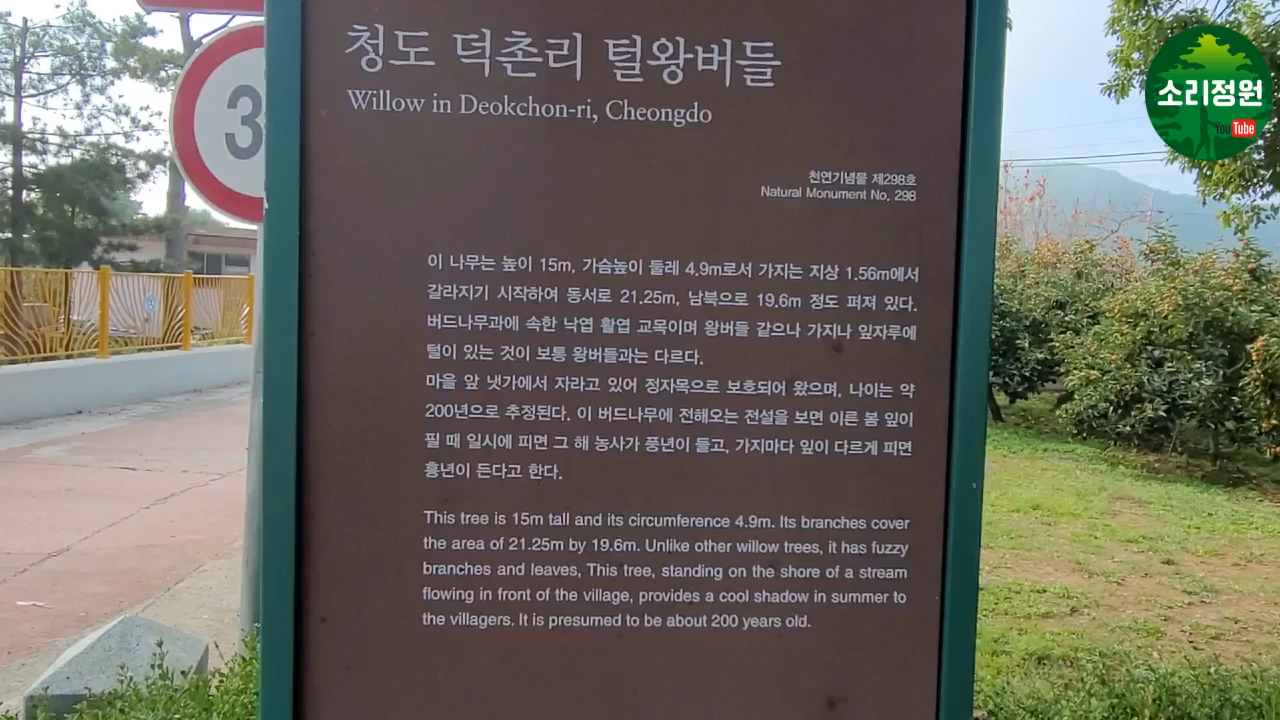 청도 덕촌리 털왕버들
Willow in Deokchon-ri, Cheongdo
천연기념물 제298호
Natural Monument No. 298
이 나무는 높이 15m, 가슴높이 둘레 4.9m로서 가지는 지상 1.56m에서
갈라지기 시작하여 동서로 21.25m, 남북으로 19.6m 정도 퍼져 있다.
버드나무과에 속한 낙엽 활엽 교목이며 왕버들 같으나 가지나 잎자루에
털이 있는 것이 보통 왕버들과는 다르다.
마을 앞 냇가에서 자라고 있어 정자목으로 보호되어 왔으며, 나이는 약
200년으로 추정된다. 이 버드나무에 전해오는 전설을 보면 이른 봄 잎이
필 때 일시에 피면 그 해 농사가 풍년이 들고, 가지마다 잎이 다르게 피면
흉년이 든다고 한다.
This tree is 15m tall and its circumference 4.9m. Its branches cover
the area of 21.25m by 19.6m. Unlike other willow trees, it has fuzzy
branches and leaves, This tree, standing on the shore of a stream
flowing in front of the village, provides a cool shadow in summer to
the villagers. It is presumed to be about 200 years old.
3
소리정원
YouTube